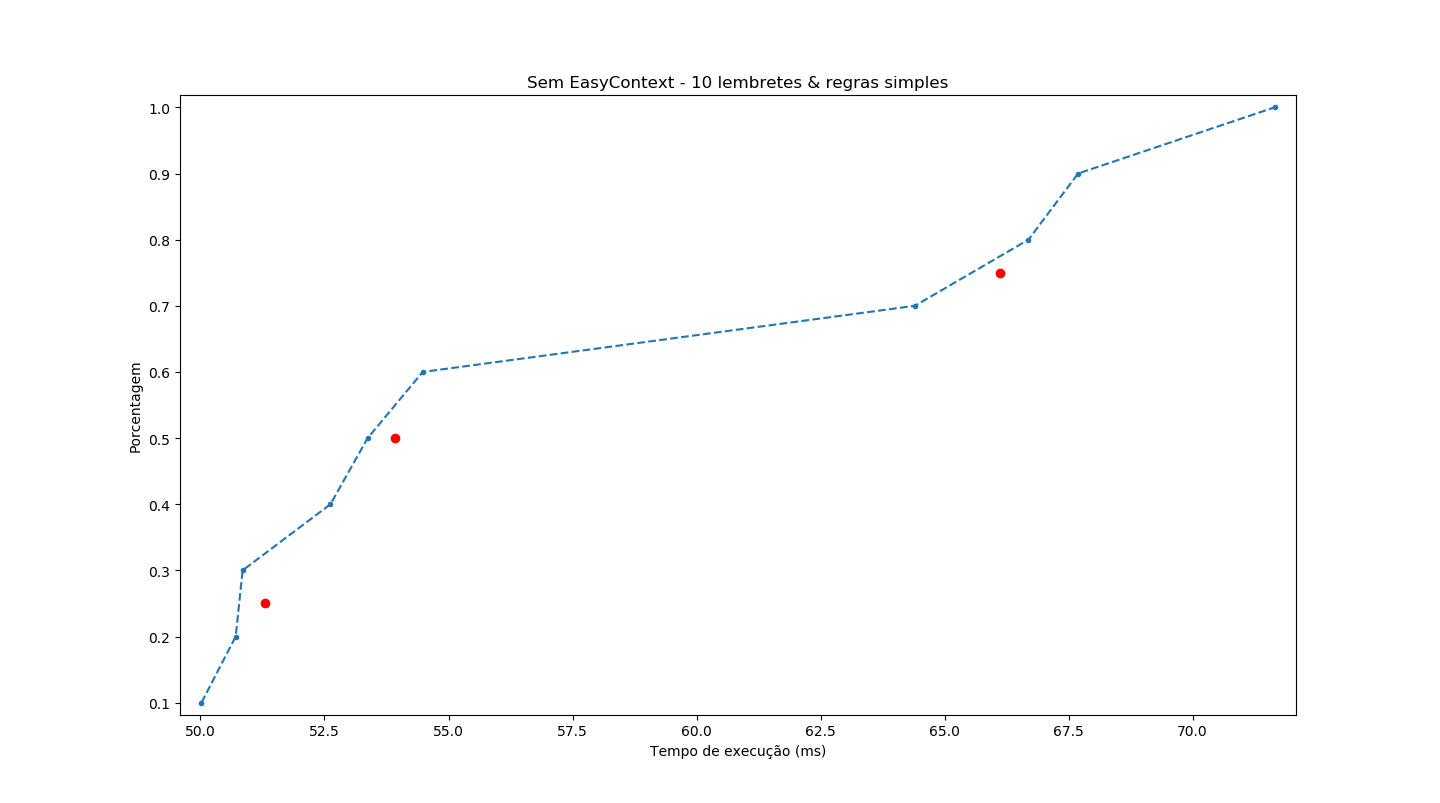 Sem EasyContext - 10 lembretes & regras simples
1.0
0.9
0.8
0.7
0.6
0.5
0.4
0.3
0.2
0.1
Porcentagem
50.0 52.5 55.0 57.5 60.0 62.5 65.0 67.5 70.0
Tempo de execução (ms)